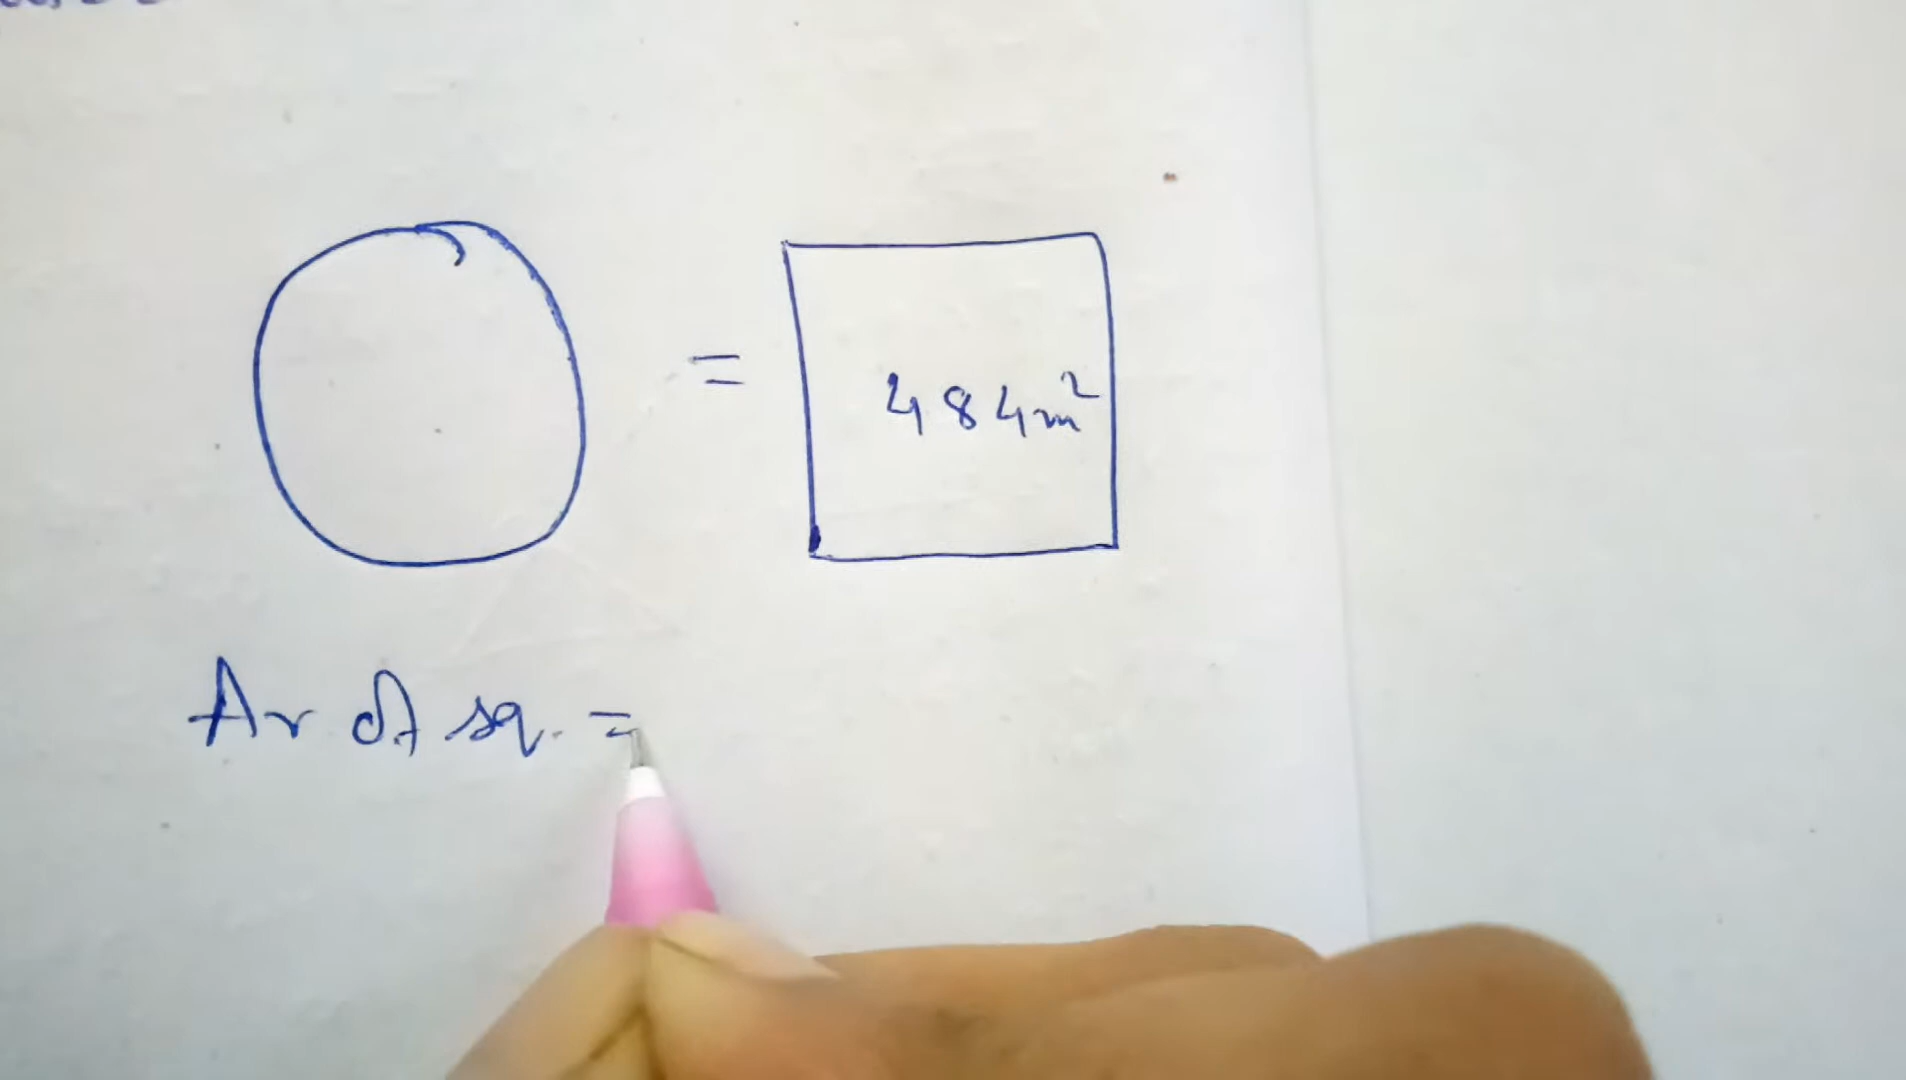 =
484m²
Ar of sq. =